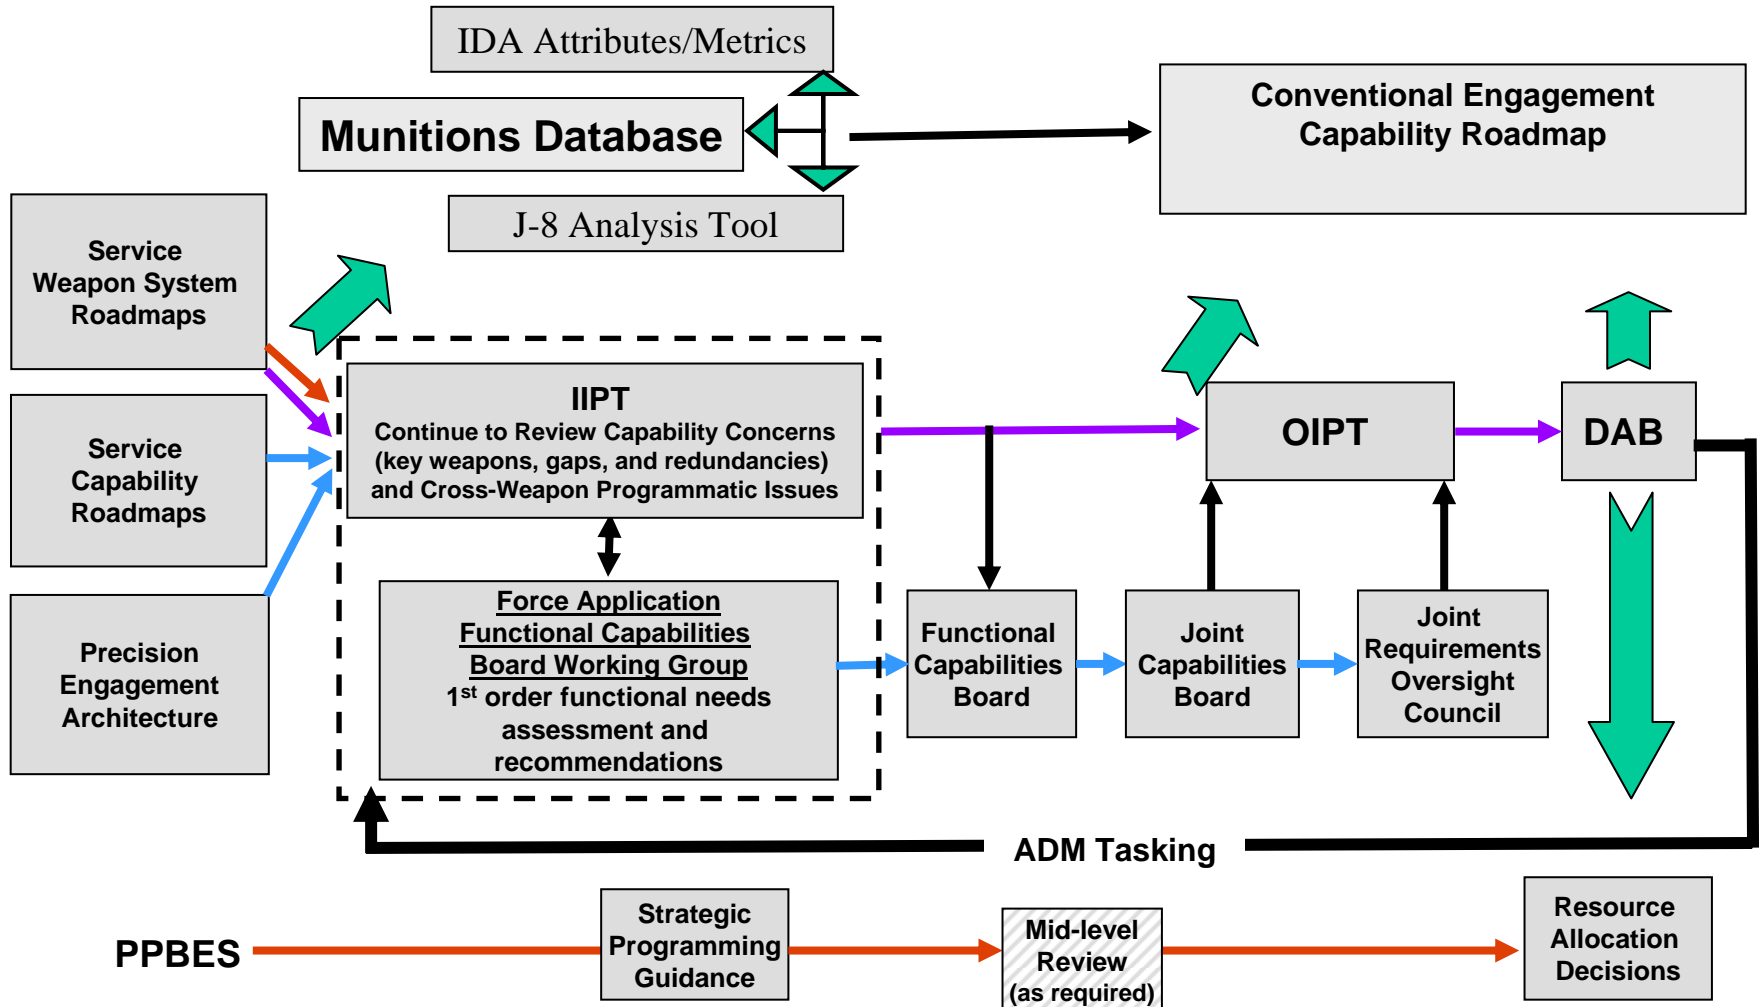 IDA Attributes/Metrics
Munitions Database
J-8 Analysis Tool
Conventional Engagement
Capability Roadmap
Service
Weapon System
Roadmaps
Service
Capability
Roadmaps
Precision
Engagement
Architecture
IIPT
Continue to Review Capability Concerns
(key weapons, gaps, and redundancies)
and Cross-Weapon Programmatic Issues
Force Application
Functional Capabilities
Board Working Group
1st order functional needs
assessment and
recommendations
OIPT
DAB
Functional
Capabilities
Board
Joint
Capabilities
Board
Joint
Requirements
Oversight
Council
ADM Tasking
PPBES
Strategic
Programming
Guidance
Mid-level
Review
(as required)
Resource
Allocation
Decisions